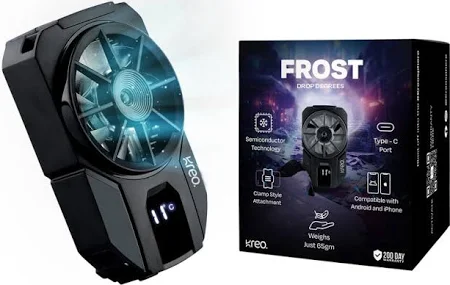 kreo.
11°C
FROST
DROP DEGREES
Semiconductor
Technology
Type - C
Port
Clamp Style
Attachment
Compatible with
Android and iPhone
Weighs
Just 65gm
kreo.
200 DAY
WARRANTY